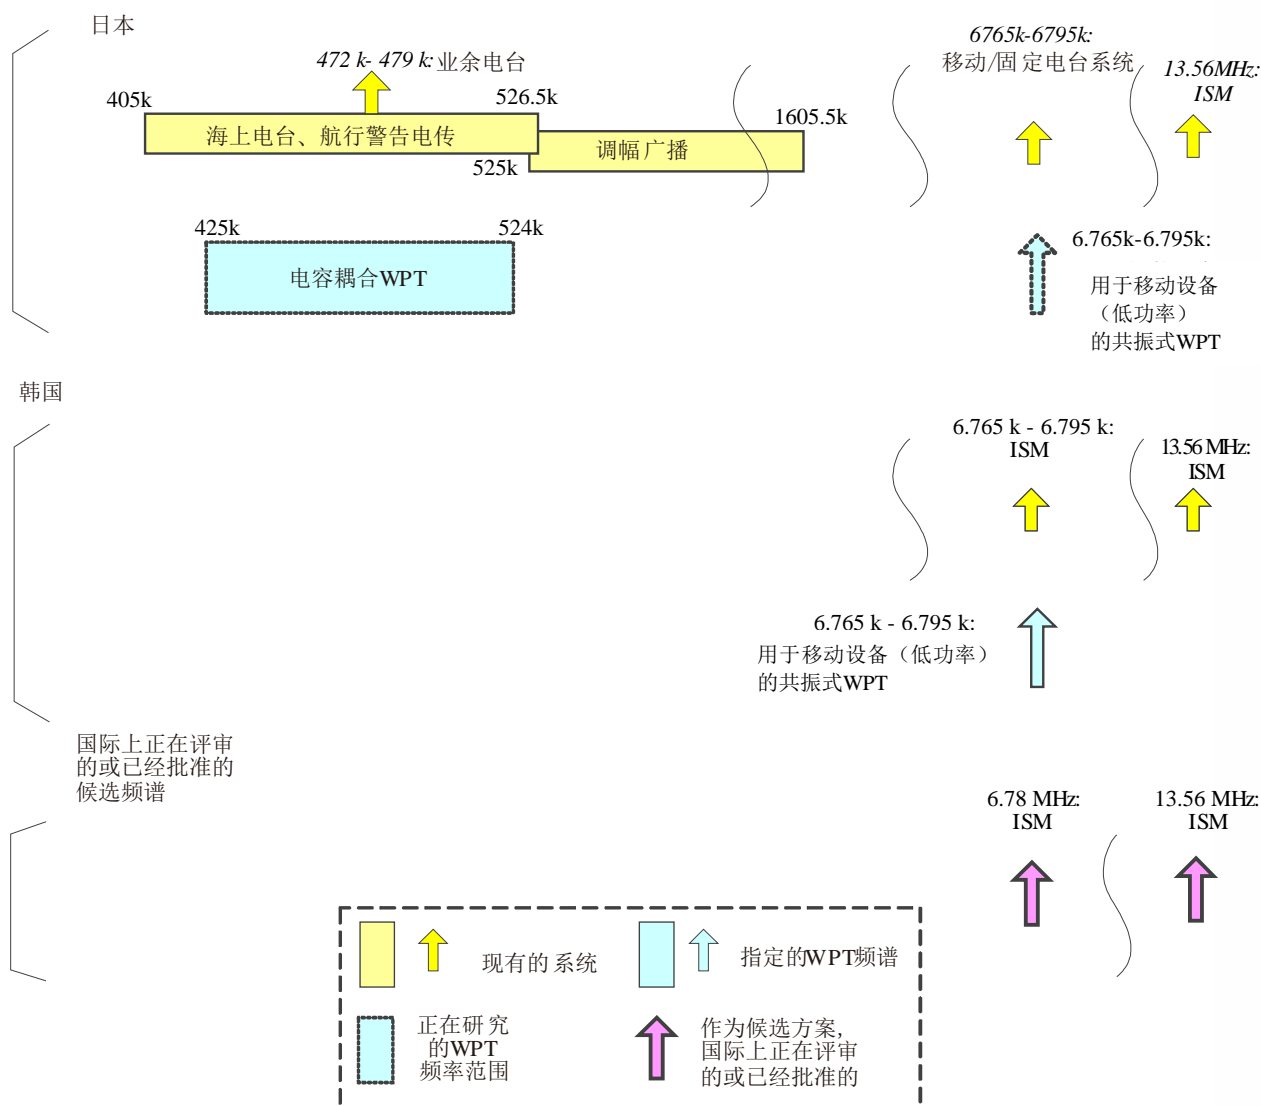 日本
472 k- 479 k: 业余电台
405k
526.5k
海上电台、航行警告电传
525k
调幅广播
1605.5k
6765k-6795k:
移动/固定电台系统
13.56MHz:
ISM
425k
524k
电容耦合WPT
6.765k-6.795k:
用于移动设备
（低功率）
的共振式WPT
韩国
6.765 k - 6.795 k:
ISM
13.56 MHz:
ISM
6.765 k - 6.795 k:
用于移动设备（低功率）
的共振式WPT
国际上正在评审
的或已经批准的
候选频谱
6.78 MHz:
ISM
13.56 MHz:
ISM
现有的系统
指定的WPT频谱
正在研究
的WPT
频率范围
作为候选方案，
国际上正在评审
的或已经批准的